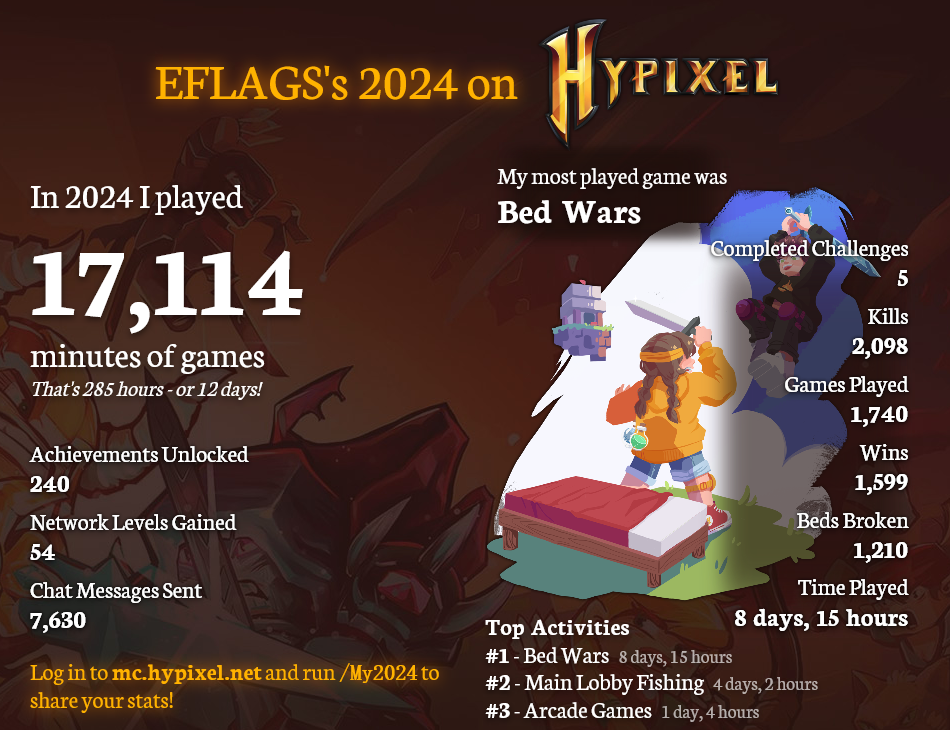 EFLAGS's 2024 on HYPIXEL
In 2024 I played
17,114
minutes of games
That's 285 hours - or 12 days!
Achievements Unlocked
240
Network Levels Gained
54
Chat Messages Sent
7,630
Log in to mc.hypixel.net and run /My2024 to
share your stats!
My most played game was
Bed Wars
Completed Challenges
5
Kills
2,098
Games Played
1,740
Wins
1,599
Beds Broken
1,210
Time Played
8 days, 15 hours
Top Activities
#1 - Bed Wars 8 days, 15 hours
#2 - Main Lobby Fishing 4 days, 2 hours
#3 - Arcade Games 1 day, 4 hours